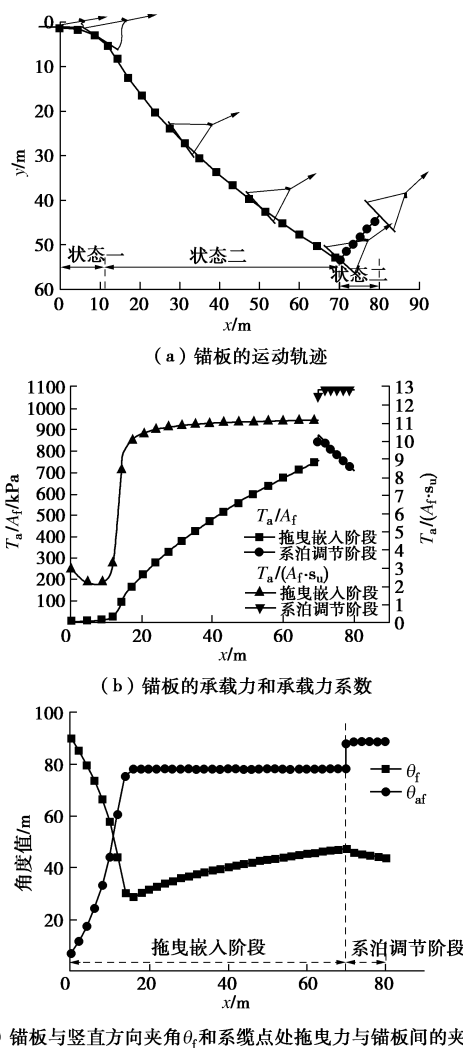 0
10
20
30
40
50
60
y/m
状态一
状态二
状态二
0 10 20 30 40 50 60 70 80 90
x/m
(a)锚板的运动轨迹
1100
1000
900
800
700
600
500
400
300
200
100
Ta/Af/kPa
13
12
11
10
9
8
7
6
5
4
3
2
1
0
Ta/(Af·su)
Ta/Af
拖曳嵌入阶段
系泊调节阶段
Ta/(Af·su)
拖曳嵌入阶段
系泊调节阶段
0 20 40 60 80
x/m
(b)锚板的承载力和承载力系数
100
80
60
40
20
角度值/m
θf
θaf
拖曳嵌入阶段
系泊调节阶段
0 20 40 60 80
x/m
)锚板与竖直方向夹角θf和系缆点处拖曳力与锚板间的夹